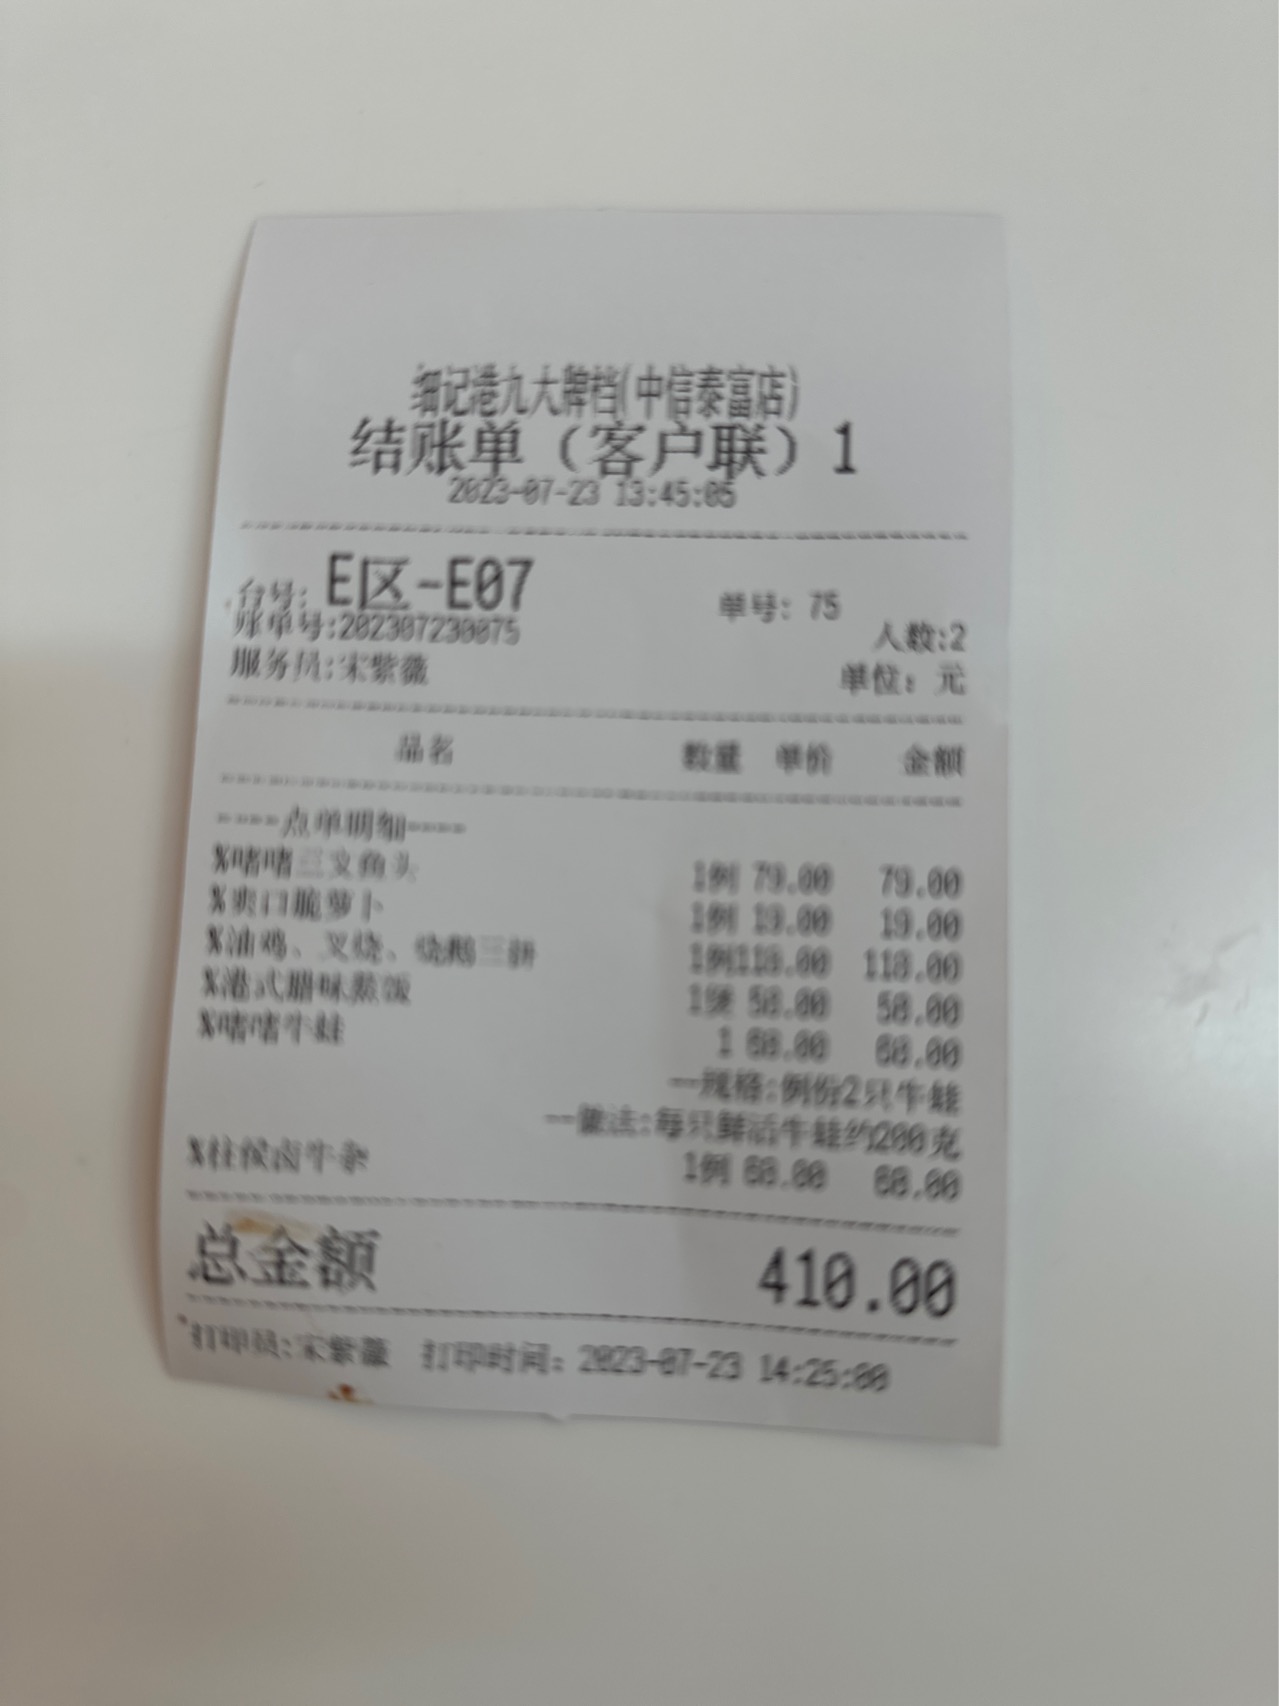 细记港九大牌档(中信泰富店)
结账单（客户联）1
2023-07-23 13:45:05
台号: E区-E07 单号: 75
账单号:202307230075 人数:2
服务员:宋紫薇 单位: 元
品名 数量 单价 金额
----点单明细----
%啫啫三文鱼头 1例 79.00 79.00
%爽口脆萝卜 1例 19.00 19.00
%油鸡、叉烧、烧鹅三拼 1例118.00 118.00
%港式腊味煲饭 1煲 58.00 58.00
%啫啫牛蛙 1 68.00 68.00
--规格:例份2只牛蛙
--做法:每只鲜活牛蛙约200克
%柱候卤牛杂 1例 68.00 68.00
总金额 410.00
打印员:宋紫薇 打印时间: 2023-07-23 14:25:00